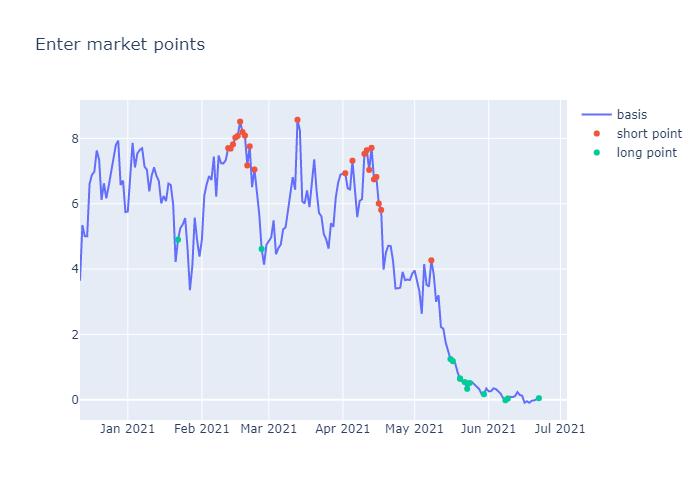 Enter market points
basis
short point
long point
8
6
4
2
0
Jan 2021
Feb 2021
Mar 2021
Apr 2021
May 2021
Jun 2021
Jul 2021